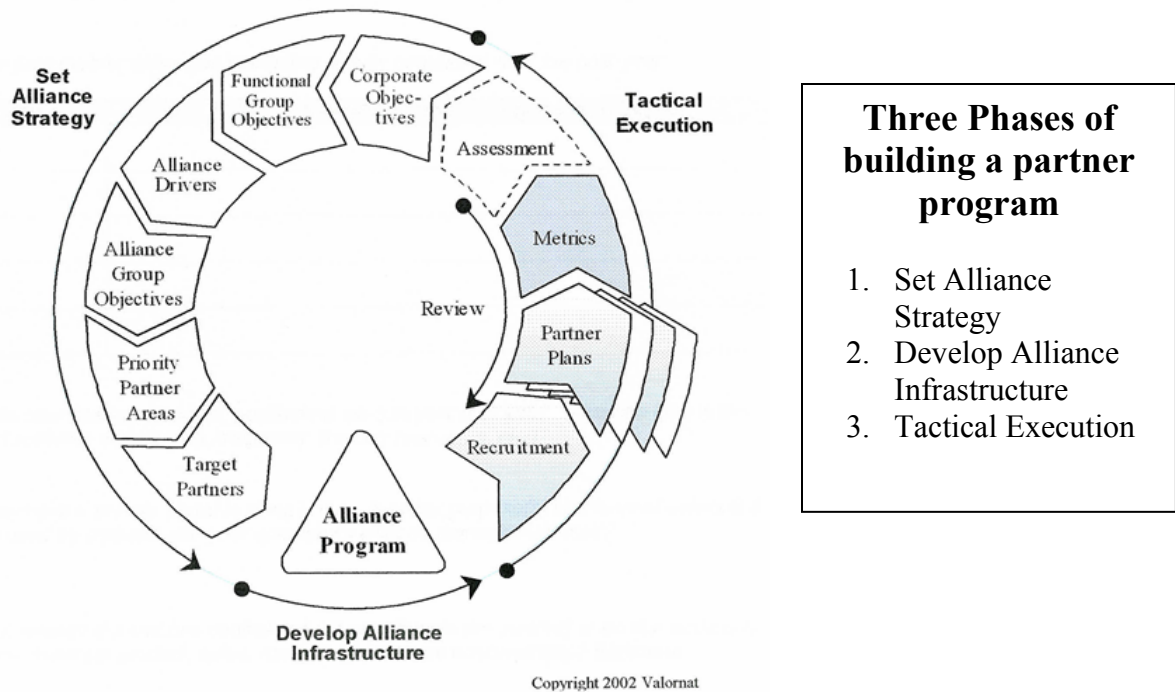 Set
Alliance
Strategy
Functional
Group
Objectives
Corporate
Objec-
tives
Tactical
Execution
Assessment
Alliance
Drivers
Metrics
Alliance
Group
Objectives
Review
Partner
Plans
Priority
Partner
Areas
Recruitment
Target
Partners
Alliance
Program
Develop Alliance
Infrastructure
Copyright 2002 Valornat
Three Phases of
building a partner
program
1. Set Alliance
Strategy
2. Develop Alliance
Infrastructure
3. Tactical Execution